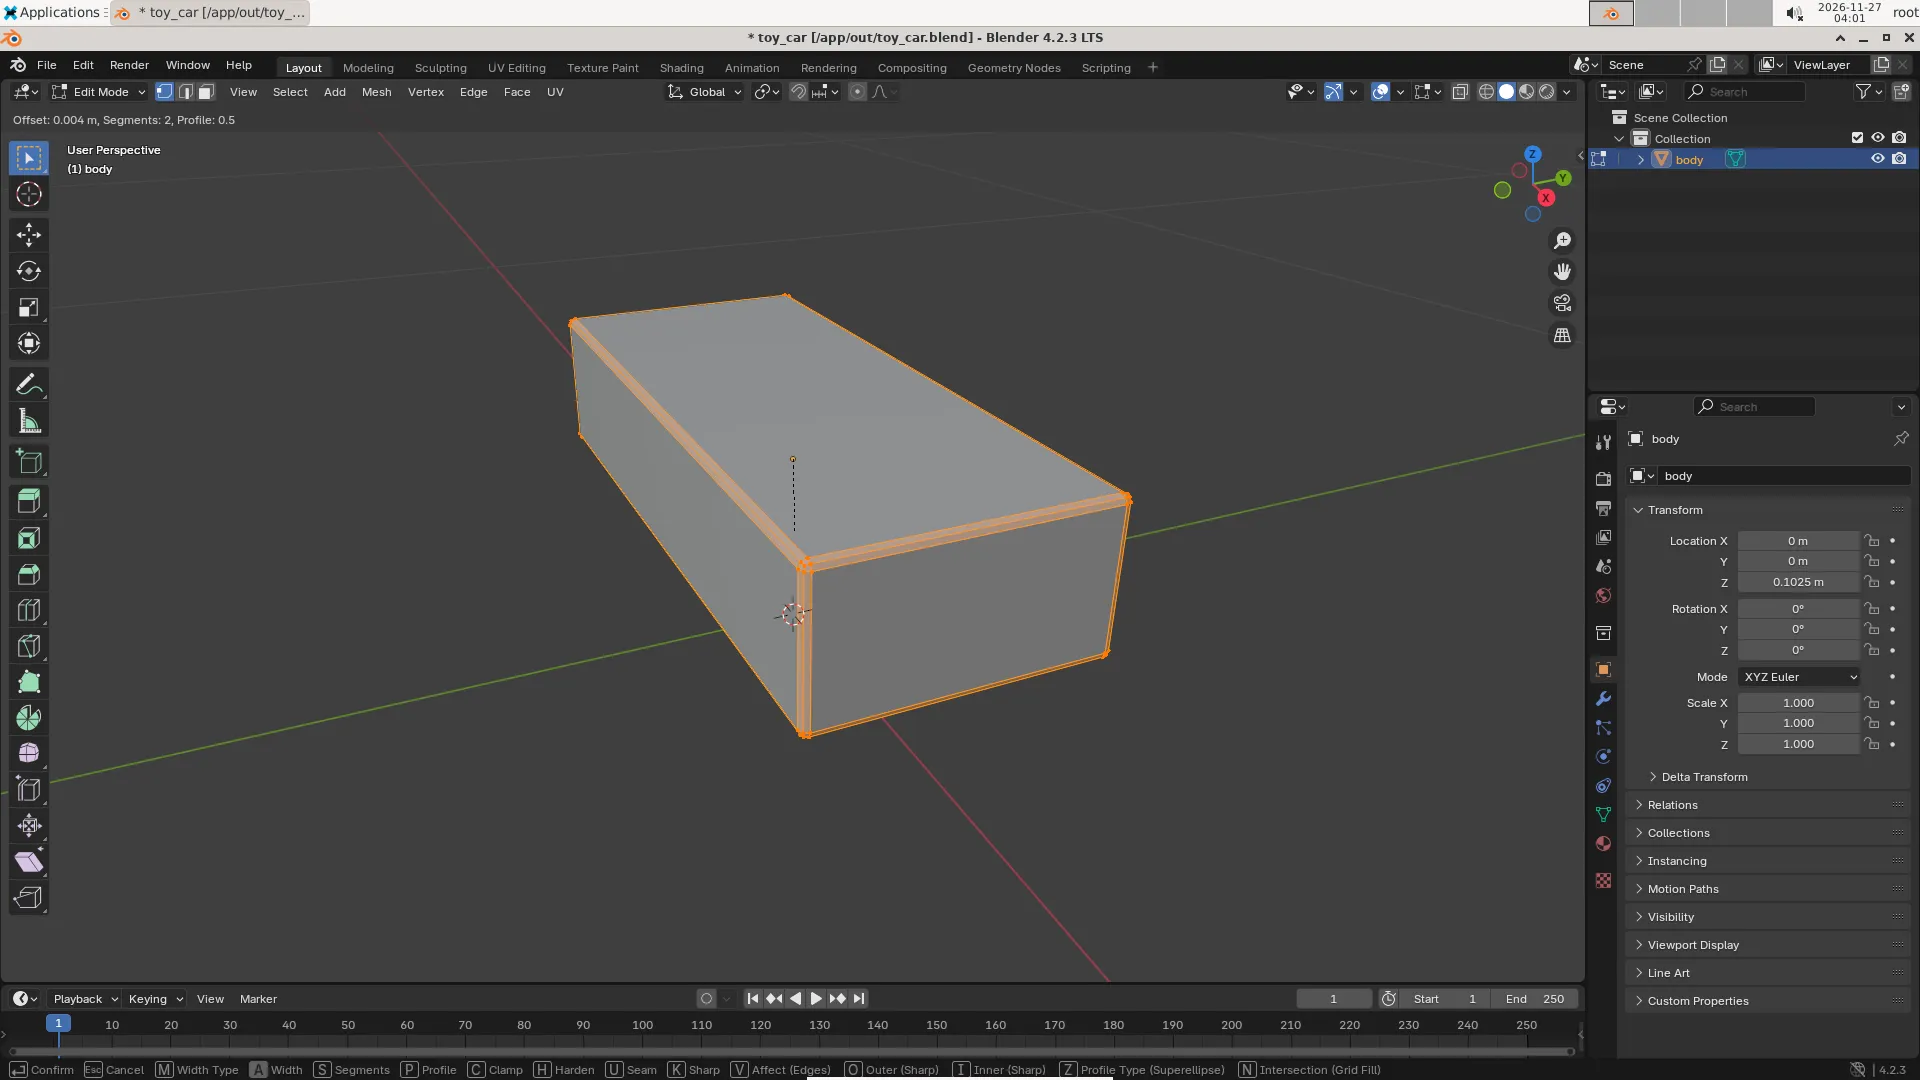 Applications
* toy_car [/app/out/toy_...
2026-11-27
04:01
root
* toy_car [/app/out/toy_car.blend] - Blender 4.2.3 LTS
File Edit Render Window Help
Layout Modeling Sculpting UV Editing Texture Paint Shading Animation Rendering Compositing Geometry Nodes Scripting
Scene
ViewLayer
Edit Mode
View Select Add Mesh Vertex Edge Face UV
Global
Search
Offset: 0.004 m, Segments: 2, Profile: 0.5
User Perspective
(1) body
Z
Y
X
Scene Collection
Collection
body
Search
body
body
Transform
Location X 0 m
Y 0 m
Z 0.1025 m
Rotation X 0°
Y 0°
Z 0°
Mode XYZ Euler
Scale X 1.000
Y 1.000
Z 1.000
Delta Transform
Relations
Collections
Instancing
Motion Paths
Visibility
Viewport Display
Line Art
Custom Properties
Playback Keying View Marker
1
Start 1
End 250
1 10 20 30 40 50 60 70 80 90 100 110 120 130 140 150 160 170 180 190 200 210 220 230 240 250
Confirm Esc Cancel M Width Type A Width S Segments P Profile C Clamp H Harden U Seam K Sharp V Affect (Edges) O Outer (Sharp) I Inner (Sharp) Z Profile Type (Superellipse) N Intersection (Grid Fill)
4.2.3